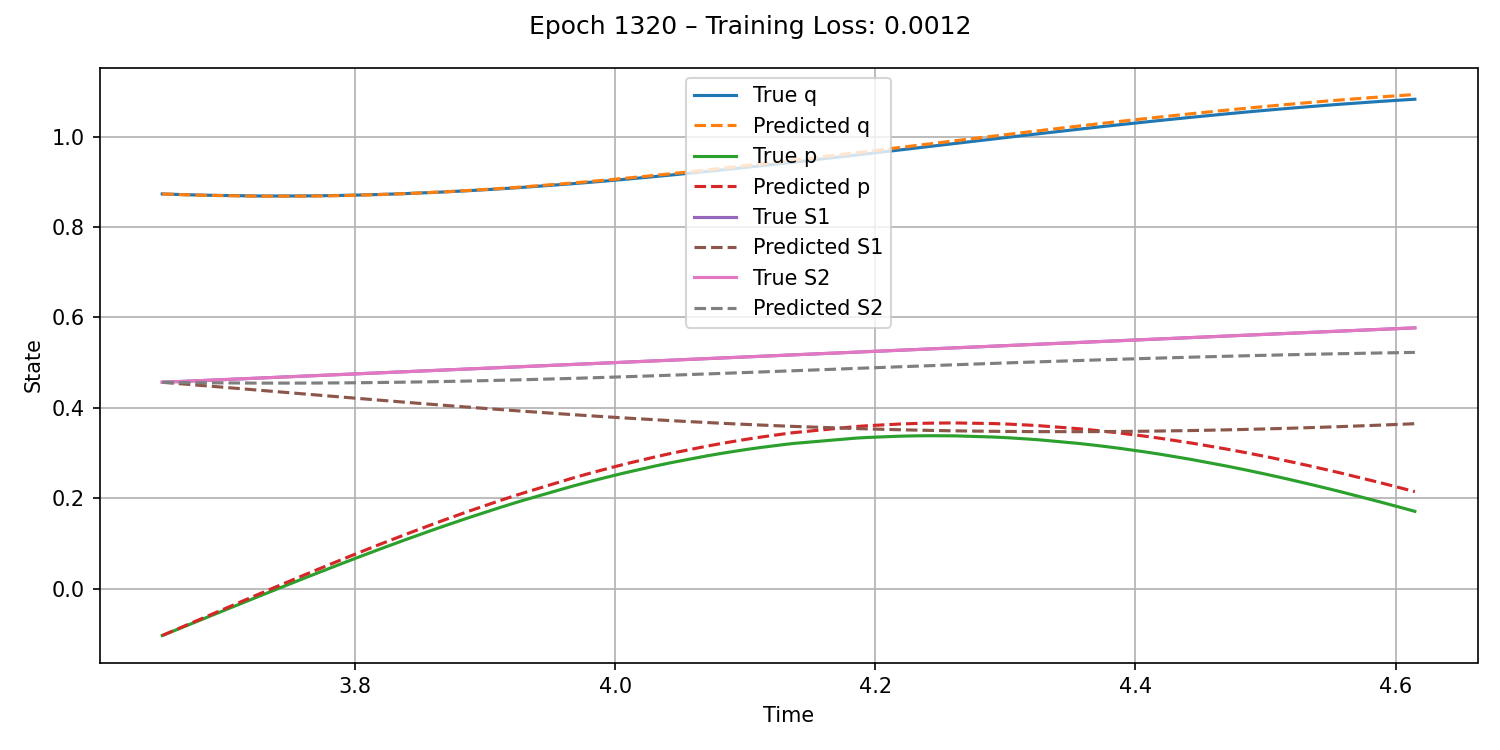 Epoch 1320 – Training Loss: 0.0012
True q
Predicted q
True p
Predicted p
True S1
Predicted S1
True S2
Predicted S2
State
1.0
0.8
0.6
0.4
0.2
0.0
3.8
4.0
4.2
4.4
4.6
Time